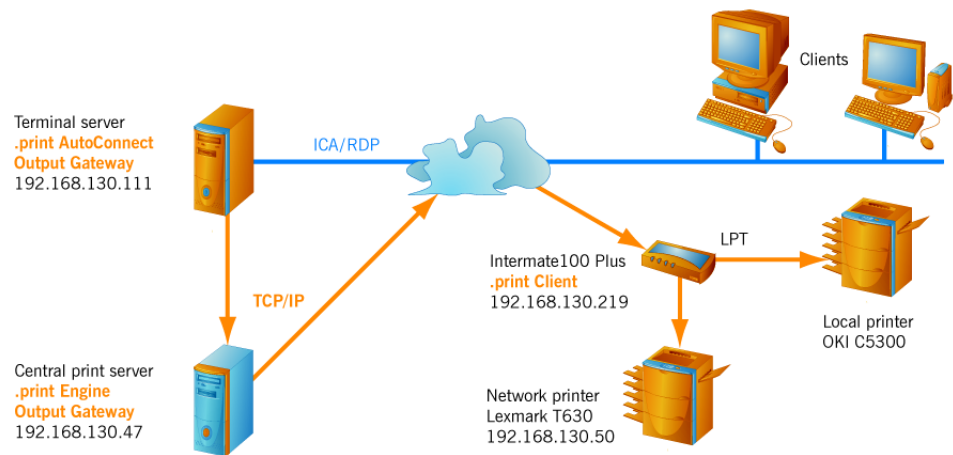 Clients
Terminal server
.print AutoConnect
Output Gateway
192.168.130.111
ICA/RDP
LPT
Intermate100 Plus
.print Client
192.168.130.219
TCP/IP
Local printer
OKI C5300
Central print server
.print Engine
Output Gateway
192.168.130.47
Network printer
Lexmark T630
192.168.130.50